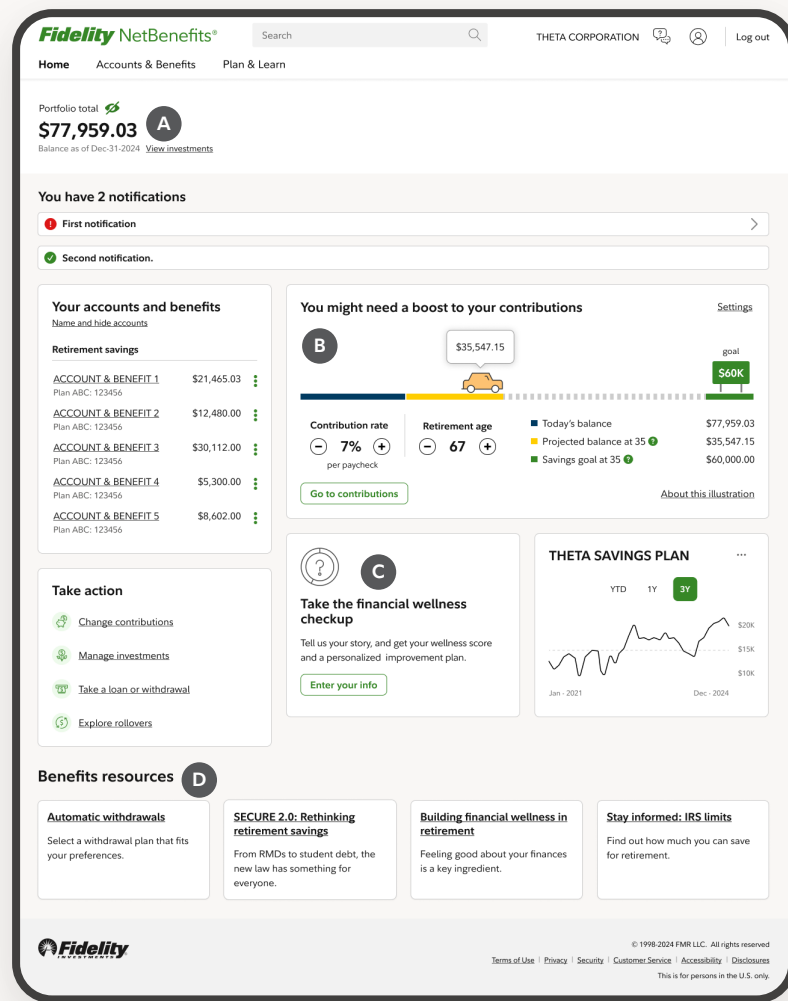 Fidelity NetBenefits®
Search
THETA CORPORATION
Log out
Home
Accounts & Benefits
Plan & Learn
Portfolio total
$77,959.03
A
Balance as of Dec-31-2024 View investments
You have 2 notifications
First notification
Second notification.
Your accounts and benefits
Name and hide accounts
Retirement savings
ACCOUNT & BENEFIT 1 $21,465.03
Plan ABC: 123456
ACCOUNT & BENEFIT 2 $12,480.00
Plan ABC: 123456
ACCOUNT & BENEFIT 3 $30,112.00
Plan ABC: 123456
ACCOUNT & BENEFIT 4 $5,300.00
Plan ABC: 123456
ACCOUNT & BENEFIT 5 $8,602.00
Plan ABC: 123456
You might need a boost to your contributions
Settings
B
$35,547.15
goal
$60K
Contribution rate
7%
per paycheck
Retirement age
67
Today's balance $77,959.03
Projected balance at 35 ? $35,547.15
Savings goal at 35 ? $60,000.00
Go to contributions
About this illustration
Take action
Change contributions
Manage investments
Take a loan or withdrawal
Explore rollovers
?
C
Take the financial wellness
checkup
Tell us your story, and get your wellness score
and a personalized improvement plan.
Enter your info
THETA SAVINGS PLAN
YTD 1Y 3Y
$20K
$15K
$10K
Jan - 2021 Dec - 2024
Benefits resources
D
Automatic withdrawals
Select a withdrawal plan that fits
your preferences.
SECURE 2.0: Rethinking
retirement savings
From RMDs to student debt, the
new law has something for
everyone.
Building financial wellness in
retirement
Feeling good about your finances
is a key ingredient.
Stay informed: IRS limits
Find out how much you can save
for retirement.
Fidelity
INVESTMENTS
© 1998-2024 FMR LLC. All rights reserved
Terms of Use | Privacy | Security | Customer Service | Accessibility | Disclosures
This is for persons in the U.S. only.